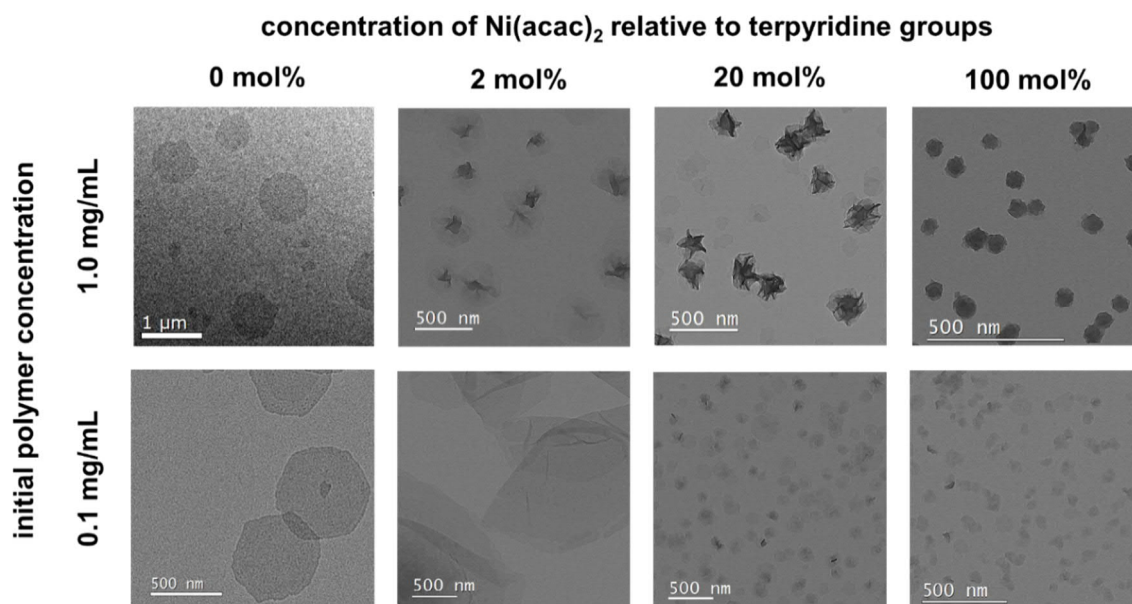 concentration of Ni(acac)₂ relative to terpyridine groups
0 mol%
2 mol%
20 mol%
100 mol%
initial polymer concentration
1.0 mg/mL
1 µm
500 nm
500 nm
500 nm
0.1 mg/mL
500 nm
500 nm
500 nm
500 nm